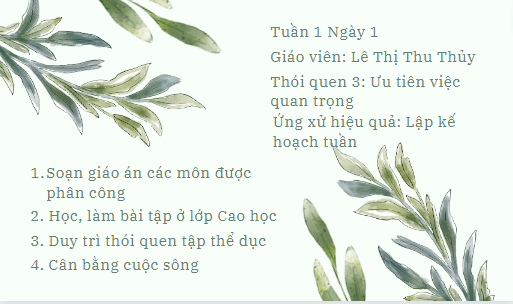 Tuần 1 Ngày 1
Giáo viên: Lê Thị Thu Thủy
Thói quen 3: Ưu tiên việc
quan trọng
Ứng xử hiệu quả: Lập kế
hoạch tuần
1. Soạn giáo án các môn được
phân công
2. Học, làm bài tập ở lớp Cao học
3. Duy trì thói quen tập thể dục
4. Cân bằng cuộc sông